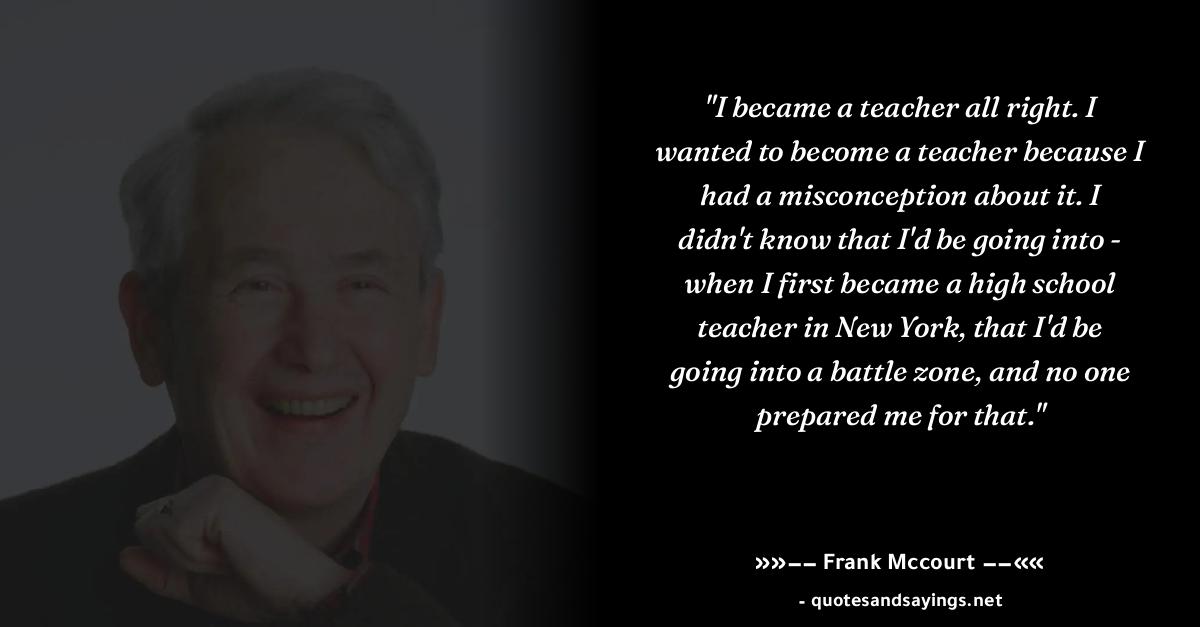 "I became a teacher all right. I
wanted to become a teacher because I
had a misconception about it. I
didn't know that I'd be going into -
when I first became a high school
teacher in New York, that I'd be
going into a battle zone, and no one
prepared me for that."
»»−− Frank Mccourt −−««
- quotesandsayings.net